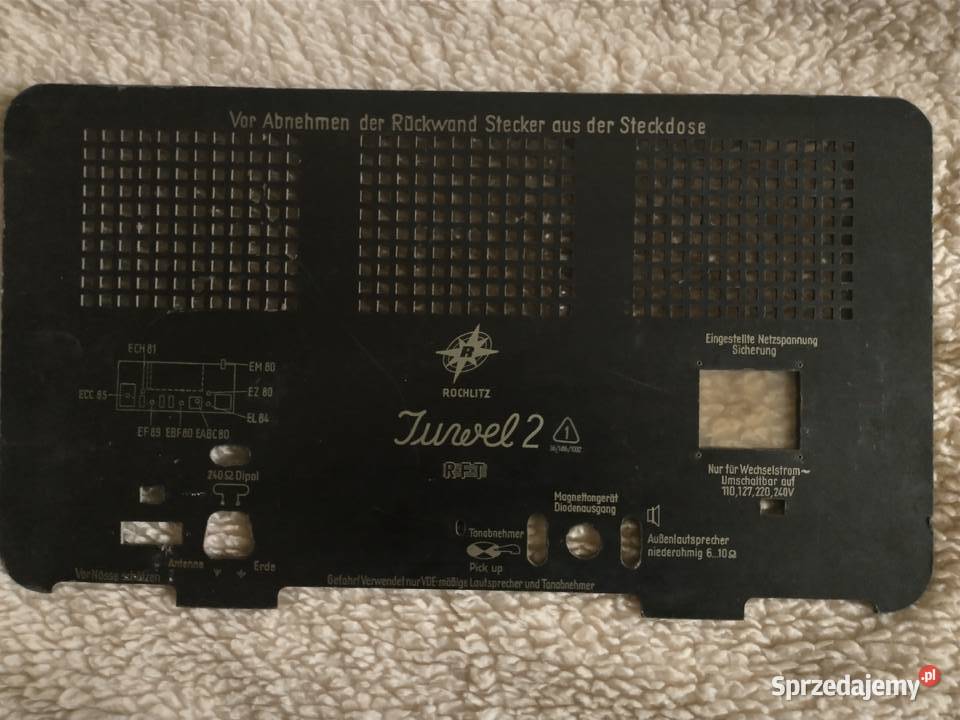 Vor Abnehmen der Rückwand Stecker aus der Steckdose
ECH 81
EM 80
ECC 85
EZ 80
EL 84
EF 89 EBF 80 EABC 80
R
ROCHLITZ
Juwel 2
1
RFT
Eingestellte Netzspannung
Sicherung
Nur für Wechselstrom~
Umschaltbar auf
110,127,220,240V
240Ω Dipol
Antenne
Erde
Vor Nässe schützen
Magnettongerät
Diodenausgang
Tonabnehmer
Pick up
Außenlautsprecher
niederohmig 6...10Ω
Gefahr! Verwendet nur VDE-mäßige Lautsprecher und Tonabnehmer
Sprzedajemy.pl